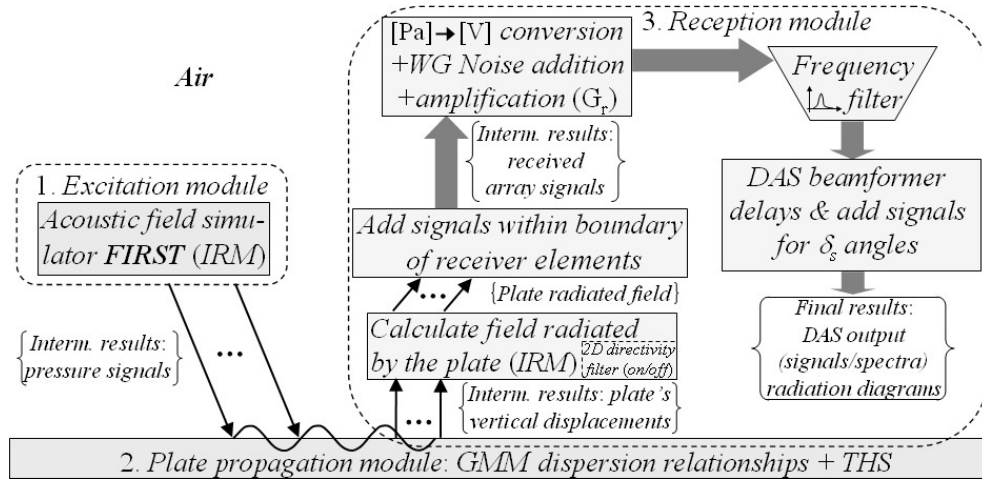 Air
1. Excitation module
Acoustic field simu-
lator FIRST (IRM)
{Interm. results:
pressure signals}
...
2. Plate propagation module: GMM dispersion relationships + THS
3. Reception module
{Interm. results: plate's
vertical displacements}
...
Calculate field radiated
by the plate (IRM)
2D directivity
filter (on/off)
{Plate radiated field}
...
Add signals within boundary
of receiver elements
{Interm. results:
received
array signals}
[Pa]→[V] conversion
+WG Noise addition
+amplification (Gr)
Frequency
filter
DAS beamformer
delays & add signals
for δs angles
Final results:
DAS output
(signals/spectra)
radiation diagrams